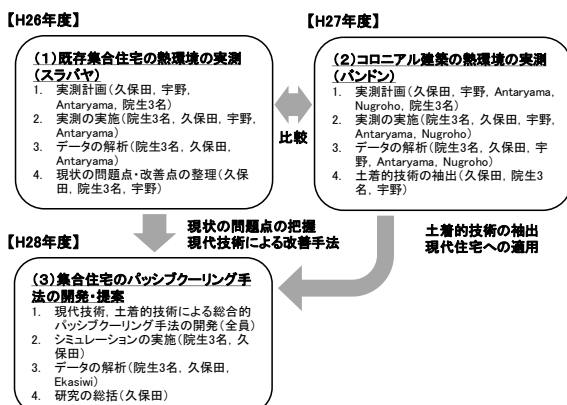 【H26年度】
(1)既存集合住宅の熱環境の実測
(スラバヤ)
1. 実測計画(久保田, 宇野,
Antaryama, 院生3名)
2. 実測の実施(院生3名, 久保田, 宇野,
Antaryama)
3. データの解析(院生3名, 久保田,
Antaryama)
4. 現状の問題点・改善点の整理(久保
田, 院生3名, 宇野)
比較
【H27年度】
(2)コロニアル建築の熱環境の実測
(バンドン)
1. 実測計画(久保田, 宇野, Antaryama,
Nugroho, 院生3名)
2. 実測の実施(院生3名, 久保田, 宇野,
Antaryama, Nugroho)
3. データの解析(院生3名, 久保田, 宇
野, Antaryama, Nugroho)
4. 土着的技術の抽出(久保田, 院生3
名, 宇野)
現状の問題点の把握
現代技術による改善手法
土着的技術の抽出
現代住宅への適用
【H28年度】
(3)集合住宅のパッシブクーリング手
法の開発・提案
1. 現代技術, 土着的技術による総合的
パッシブクーリング手法の開発(全員)
2. シミュレーションの実施(院生3名, 久
保田)
3. データの解析(院生3名, 久保田,
Ekasiwi)
4. 研究の総括(久保田)